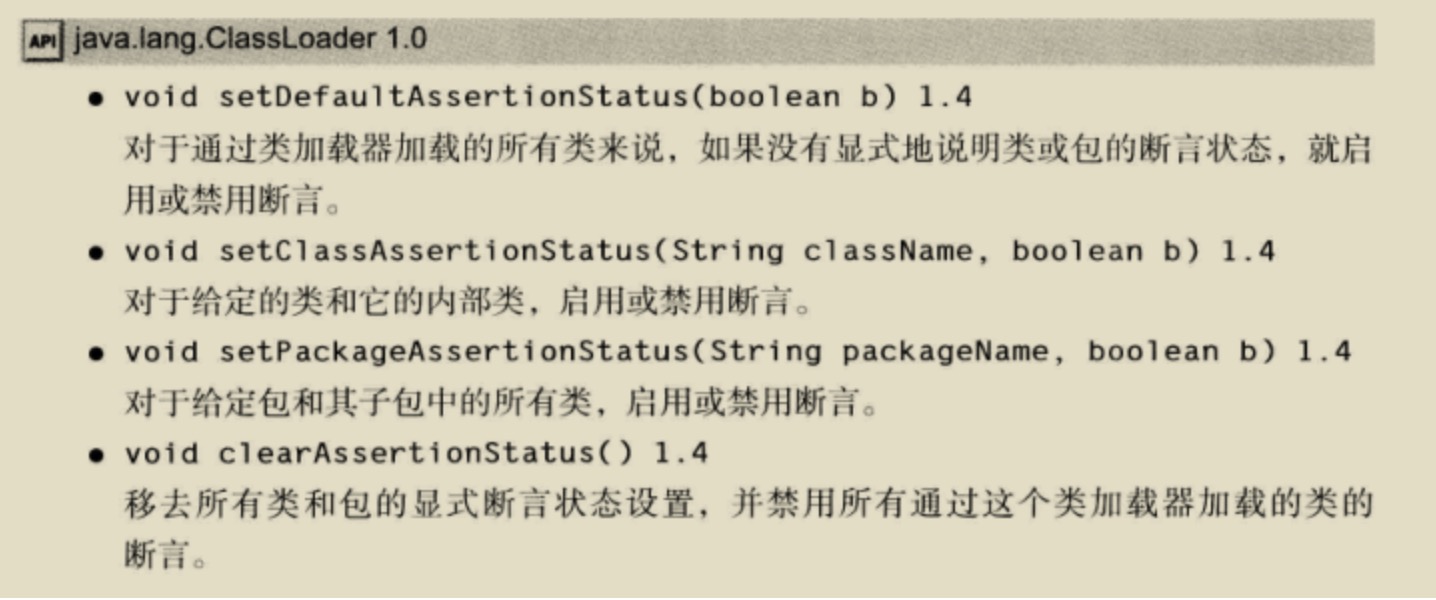 API java.lang.ClassLoader 1.0
● void setDefaultAssertionStatus(boolean b) 1.4
对于通过类加载器加载的所有类来说，如果没有显式地说明类或包的断言状态，就启
用或禁用断言。
● void setClassAssertionStatus(String className, boolean b) 1.4
对于给定的类和它的内部类，启用或禁用断言。
● void setPackageAssertionStatus(String packageName, boolean b) 1.4
对于给定包和其子包中的所有类，启用或禁用断言。
● void clearAssertionStatus() 1.4
移去所有类和包的显式断言状态设置，并禁用所有通过这个类加载器加载的类的
断言。